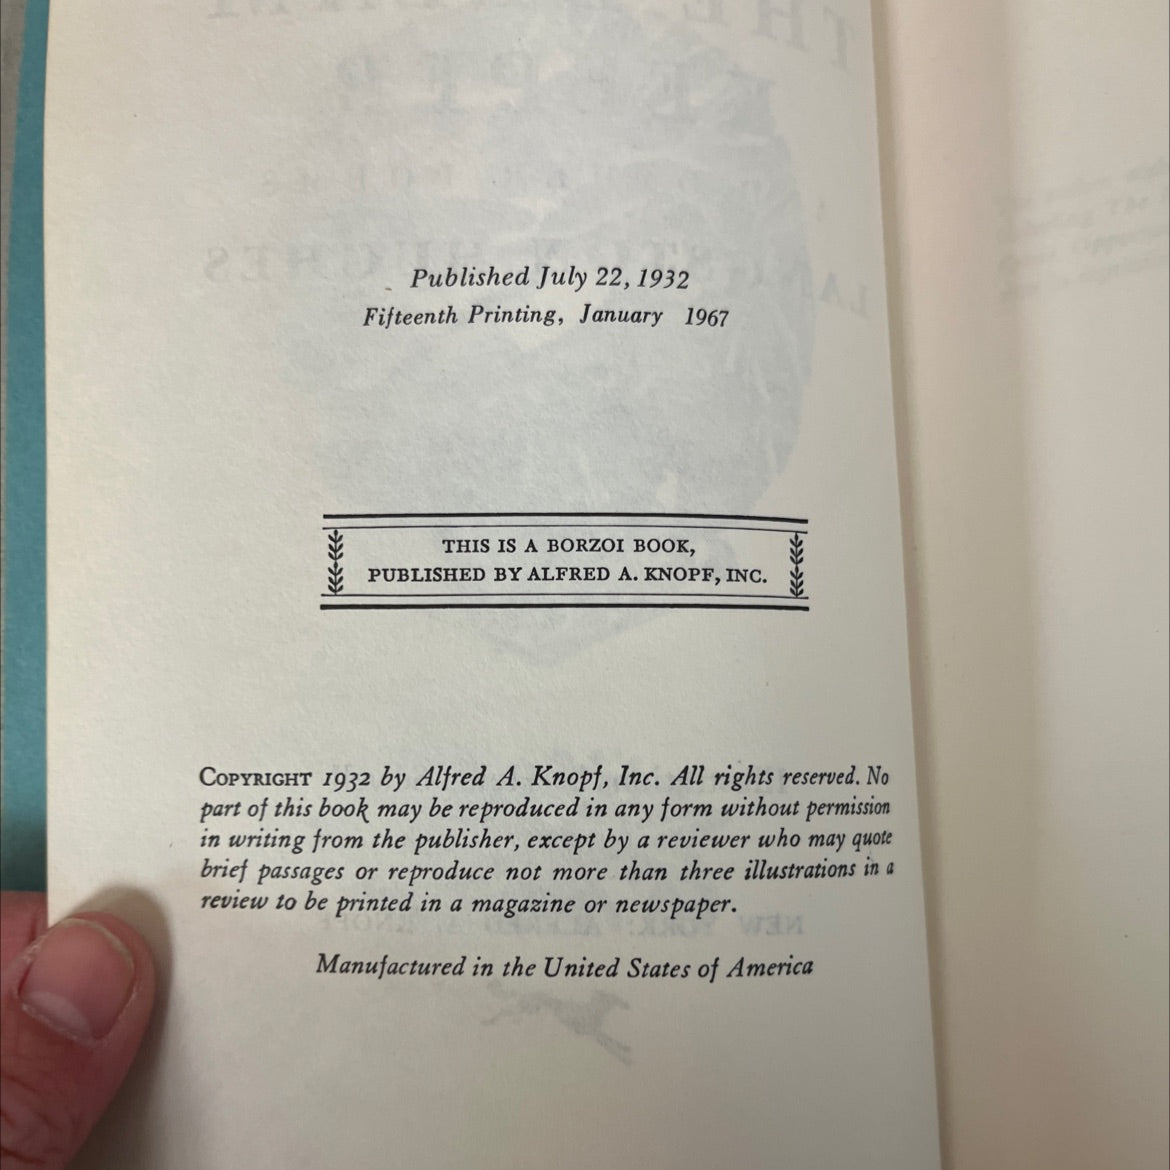 Published July 22, 1932
Fifteenth Printing, January 1967
THIS IS A BORZOI BOOK,
PUBLISHED BY ALFRED A. KNOPF, INC.
COPYRIGHT 1932 by Alfred A. Knopf, Inc. All rights reserved. No
part of this book may be reproduced in any form without permission
in writing from the publisher, except by a reviewer who may quote
brief passages or reproduce not more than three illustrations in a
review to be printed in a magazine or newspaper.
Manufactured in the United States of America